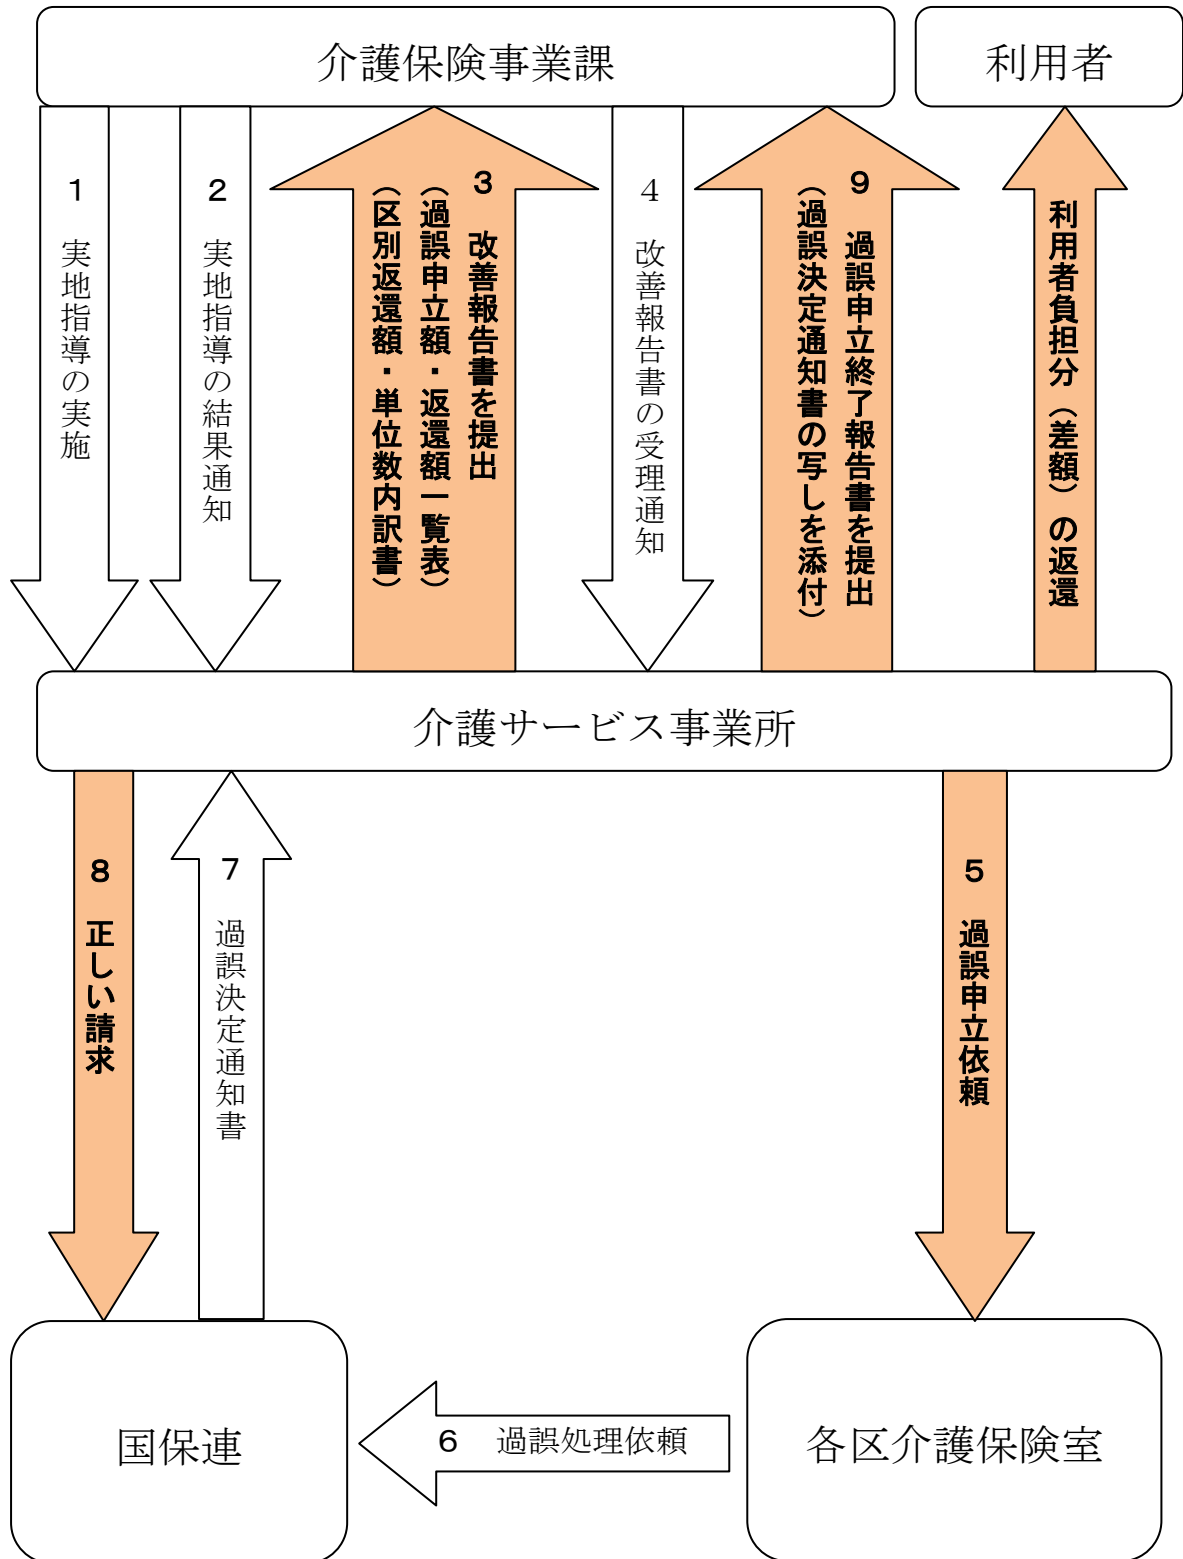 介護保険事業課
利用者
1 実地指導の実施
2 実地指導の結果通知
3 改善報告書を提出
（過誤申立額・返還額一覧表）
（区別返還額・単位数内訳書）
4 改善報告書の受理通知
9 過誤申立終了報告書を提出
（過誤決定通知書の写しを添付）
利用者負担分（差額）の返還
介護サービス事業所
8 正しい請求
7 過誤決定通知書
5 過誤申立依頼
国保連
6 過誤処理依頼
各区介護保険室